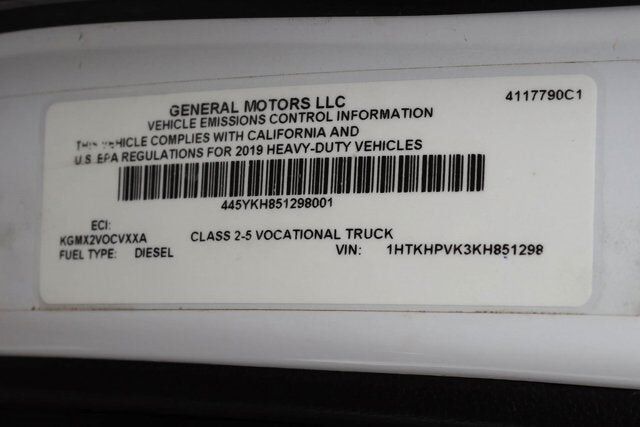 GENERAL MOTORS LLC
4117790C1
VEHICLE EMISSIONS CONTROL INFORMATION
THIS VEHICLE COMPLIES WITH CALIFORNIA AND
U.S. EPA REGULATIONS FOR 2019 HEAVY-DUTY VEHICLES
445YKH851298001
ECI:
KGMX2VOCVXXA CLASS 2-5 VOCATIONAL TRUCK
FUEL TYPE: DIESEL VIN: 1HTKHPVK3KH851298